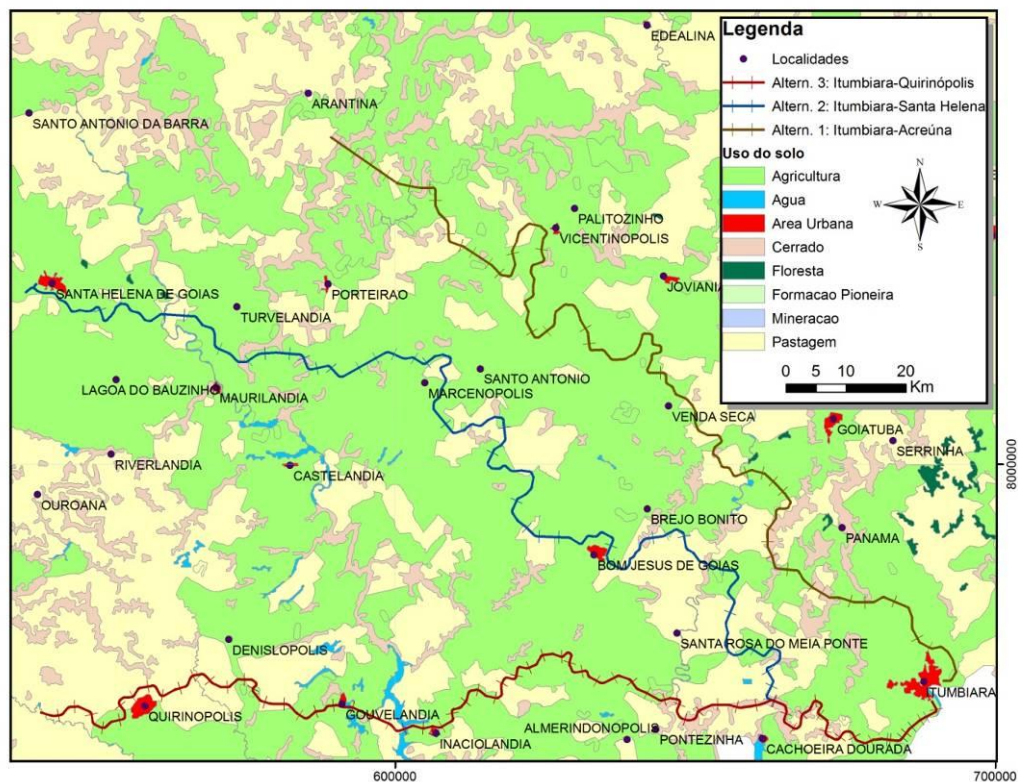 EDEALINA
ARANTINA
SANTO ANTONIO DA BARRA
PALITOZINHO
VICENTINOPOLIS
JOVIANIA
SANTA HELENA DE GOIAS
PORTEIRAO
TURVELANDIA
SANTO ANTONIO
LAGOA DO BAUZINHO
MAURILANDIA
MARCENOPOLIS
VENDA SECA
GOIATUBA
SERRINHA
RIVERLANDIA
CASTELANDIA
OUROANA
BREJO BONITO
PANAMA
BOM JESUS DE GOIAS
DENISLOPOLIS
SANTA ROSA DO MEIA PONTE
ITUMBIARA
QUIRINOPOLIS
GOUVELANDIA
INACIOLANDIA
ALMERINDONOPOLIS
PONTEZINHA
CACHOEIRA DOURADA
Legenda
Localidades
Altern. 3: Itumbiara-Quirinópolis
Altern. 2: Itumbiara-Santa Helena
Altern. 1: Itumbiara-Acreúna
Uso do solo
Agricultura
Agua
Area Urbana
Cerrado
Floresta
Formacao Pioneira
Mineracao
Pastagem
N
W E
S
0 5 10 20
Km
8000000
600000 700000